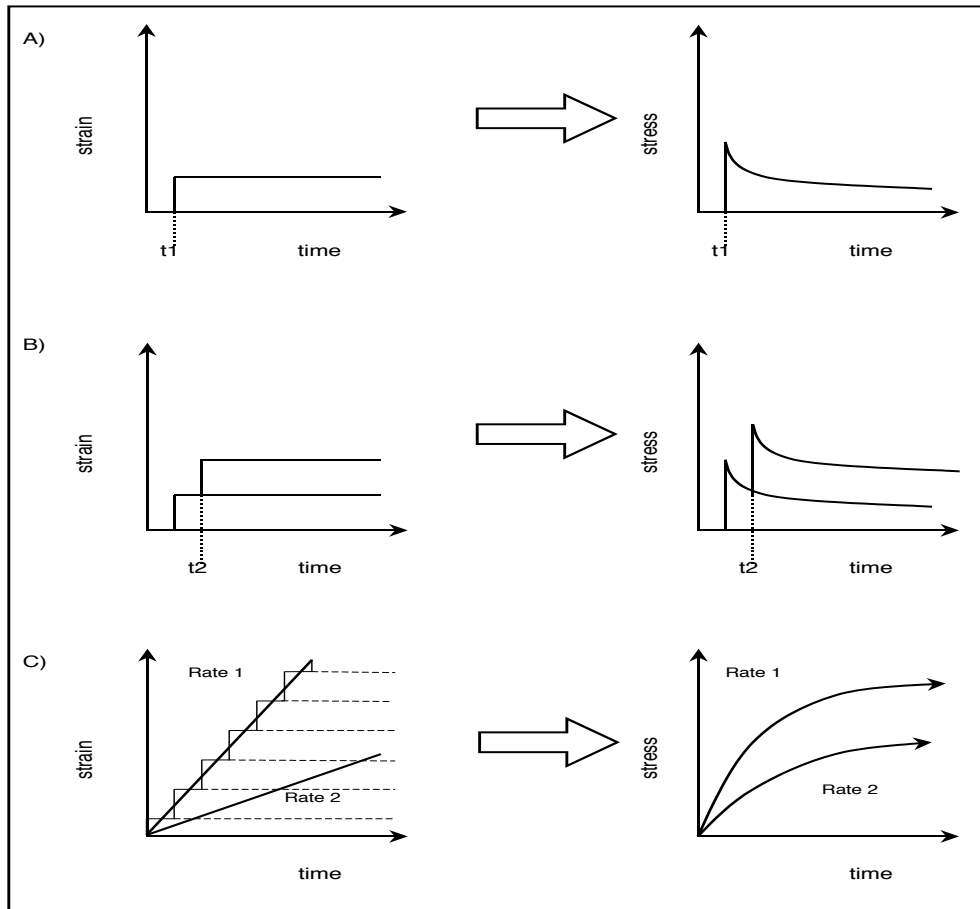 A)
strain
stress
t1
time
t1
time
B)
strain
stress
t2
time
t2
time
C)
Rate 1
Rate 1
strain
stress
Rate 2
Rate 2
time
time